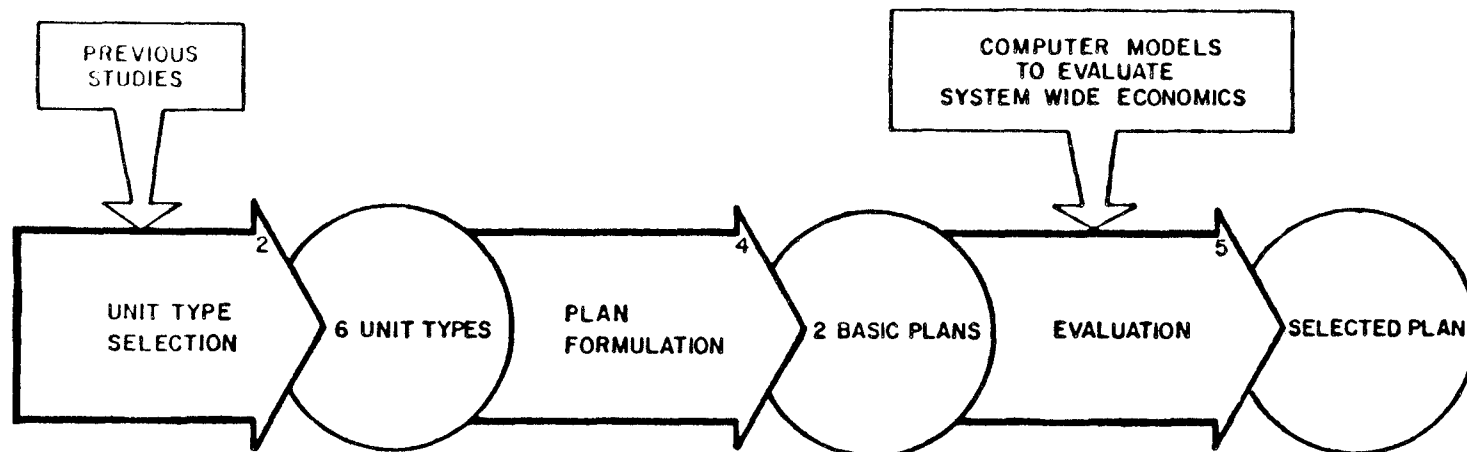 PREVIOUS
STUDIES
COMPUTER MODELS
TO EVALUATE
SYSTEM WIDE ECONOMICS
2
UNIT TYPE
SELECTION
6 UNIT TYPES
4
PLAN
FORMULATION
2 BASIC PLANS
5
EVALUATION
SELECTED PLAN